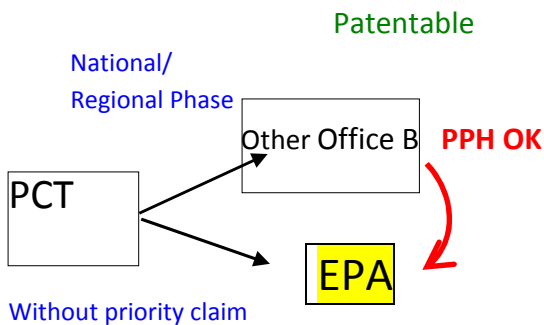 Patentable
National/
Regional Phase
Other Office B
PPH OK
PCT
EPA
Without priority claim